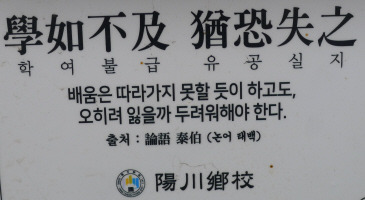 學如不及 猶恐失之
학여불급 유공실지
배움은 따라가지 못할 듯이 하고도,
오히려 잃을까 두려워해야 한다.
출처 : 論語 泰伯 (논어 태백)
陽川鄕校